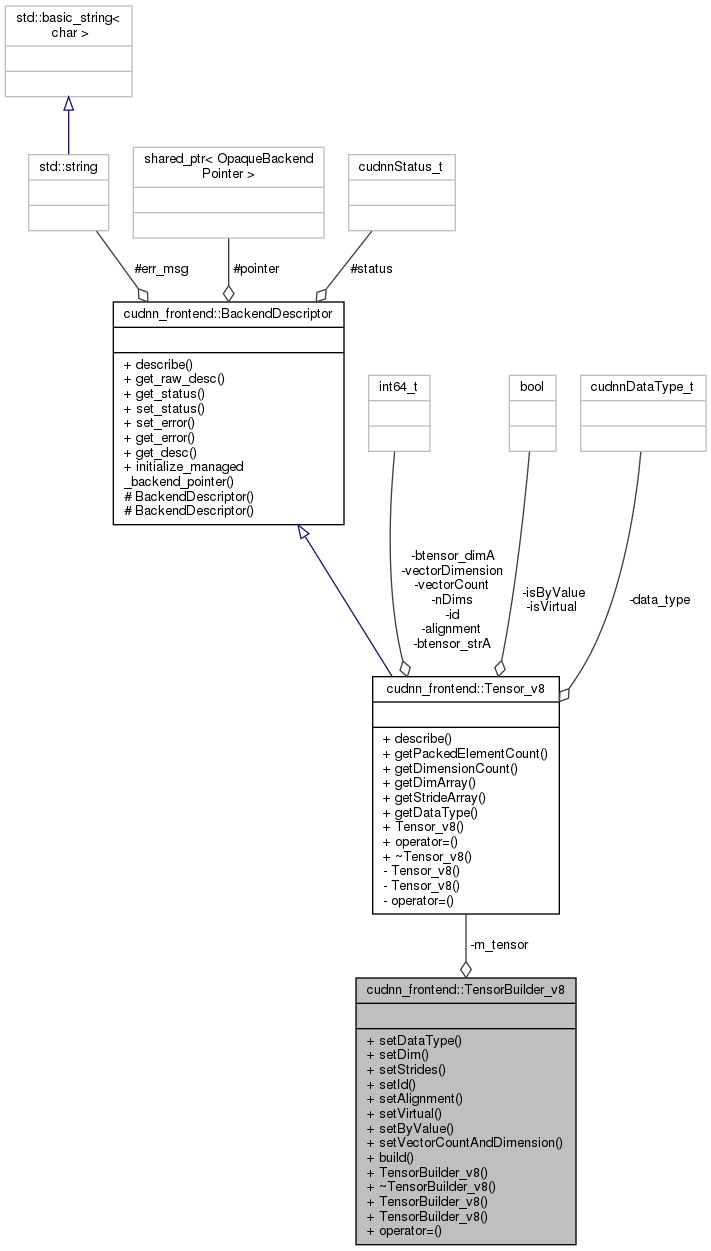 std::basic_string<
char >
std::string
shared_ptr< OpaqueBackend
Pointer >
cudnnStatus_t
#err_msg
#pointer
#status
cudnn_frontend::BackendDescriptor
+ describe()
+ get_raw_desc()
+ get_status()
+ set_status()
+ set_error()
+ get_error()
+ get_desc()
+ initialize_managed
_backend_pointer()
# BackendDescriptor()
# BackendDescriptor()
int64_t
bool
cudnnDataType_t
-btensor_dimA
-vectorDimension
-vectorCount
-nDims
-id
-alignment
-btensor_strA
-isByValue
-isVirtual
-data_type
cudnn_frontend::Tensor_v8
+ describe()
+ getPackedElementCount()
+ getDimensionCount()
+ getDimArray()
+ getStrideArray()
+ getDataType()
+ Tensor_v8()
+ operator=()
+ ~Tensor_v8()
- Tensor_v8()
- Tensor_v8()
- operator=()
-m_tensor
cudnn_frontend::TensorBuilder_v8
+ setDataType()
+ setDim()
+ setStrides()
+ setId()
+ setAlignment()
+ setVirtual()
+ setByValue()
+ setVectorCountAndDimension()
+ build()
+ TensorBuilder_v8()
+ ~TensorBuilder_v8()
+ TensorBuilder_v8()
+ TensorBuilder_v8()
+ operator=()